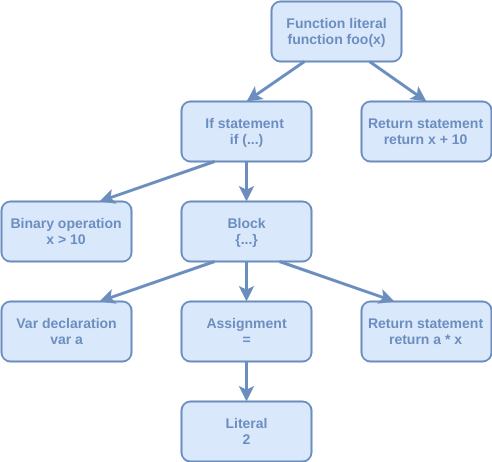 Function literal
function foo(x)
If statement
if (...)
Return statement
return x + 10
Binary operation
x > 10
Block
{...}
Var declaration
var a
Assignment
=
Return statement
return a * x
Literal
2